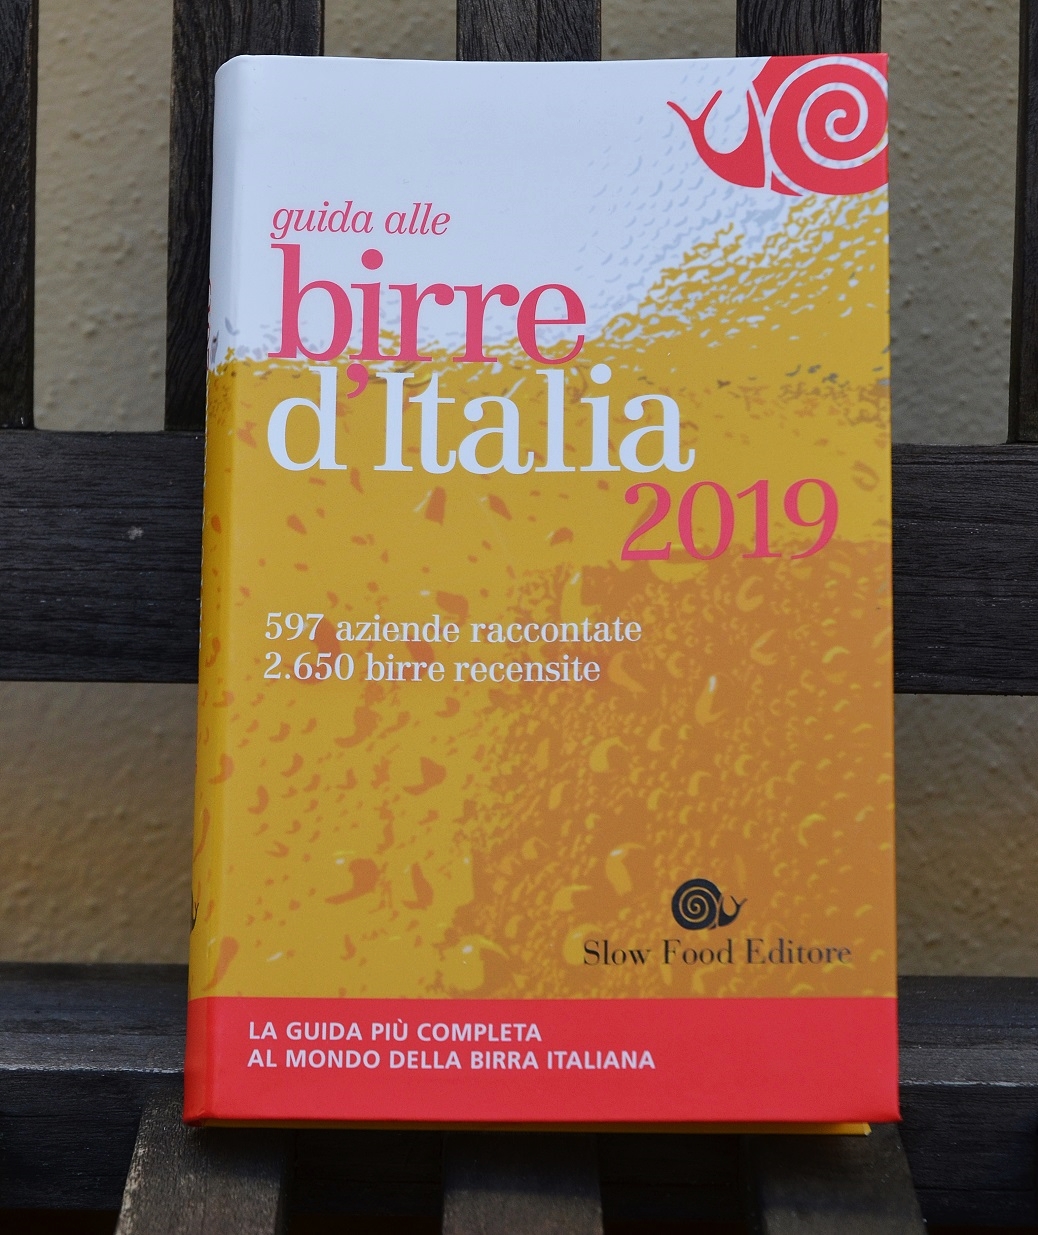 guida alle
birre
d'Italia
2019
597 aziende raccontate
2.650 birre recensite
Slow Food Editore
LA GUIDA PIÙ COMPLETA
AL MONDO DELLA BIRRA ITALIANA